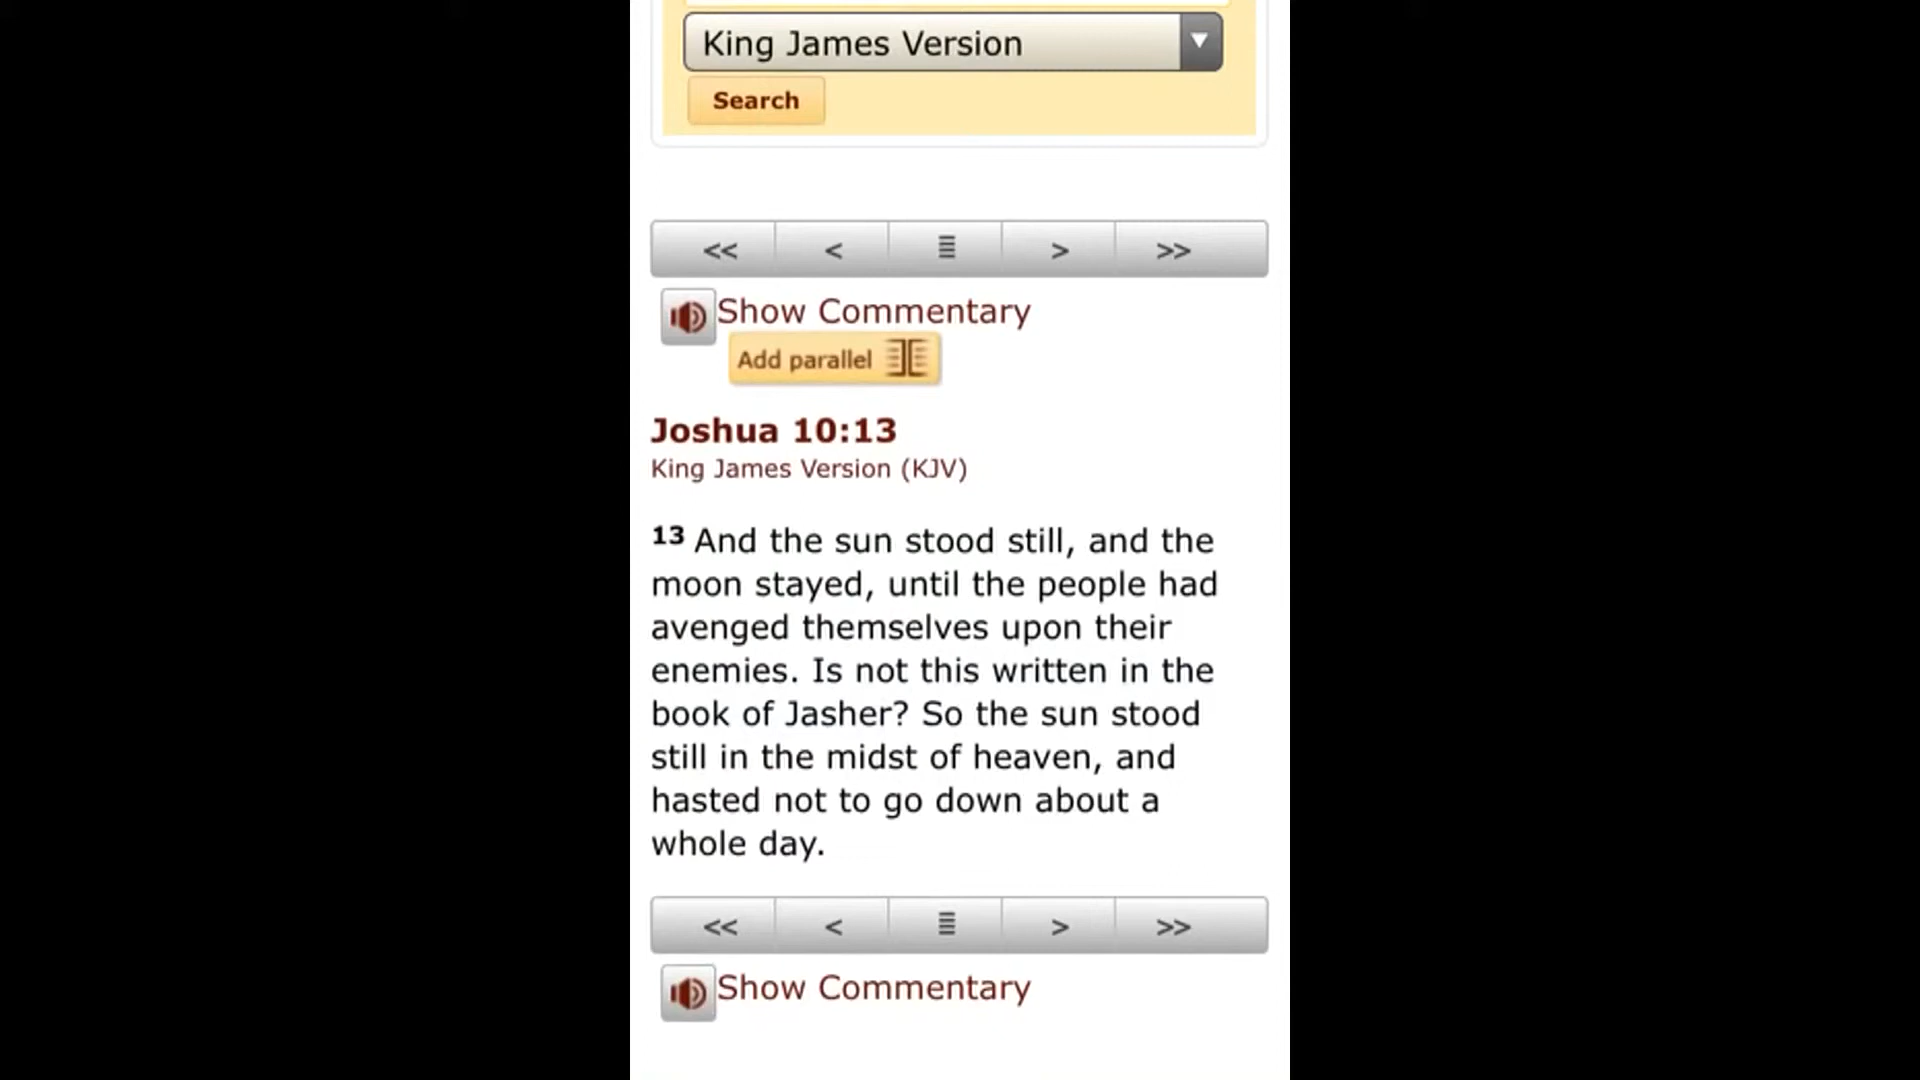 King James Version
Search
<< < > >>
Show Commentary
Add parallel
Joshua 10:13
King James Version (KJV)
13 And the sun stood still, and the
moon stayed, until the people had
avenged themselves upon their
enemies. Is not this written in the
book of Jasher? So the sun stood
still in the midst of heaven, and
hasted not to go down about a
whole day.
<< < > >>
Show Commentary